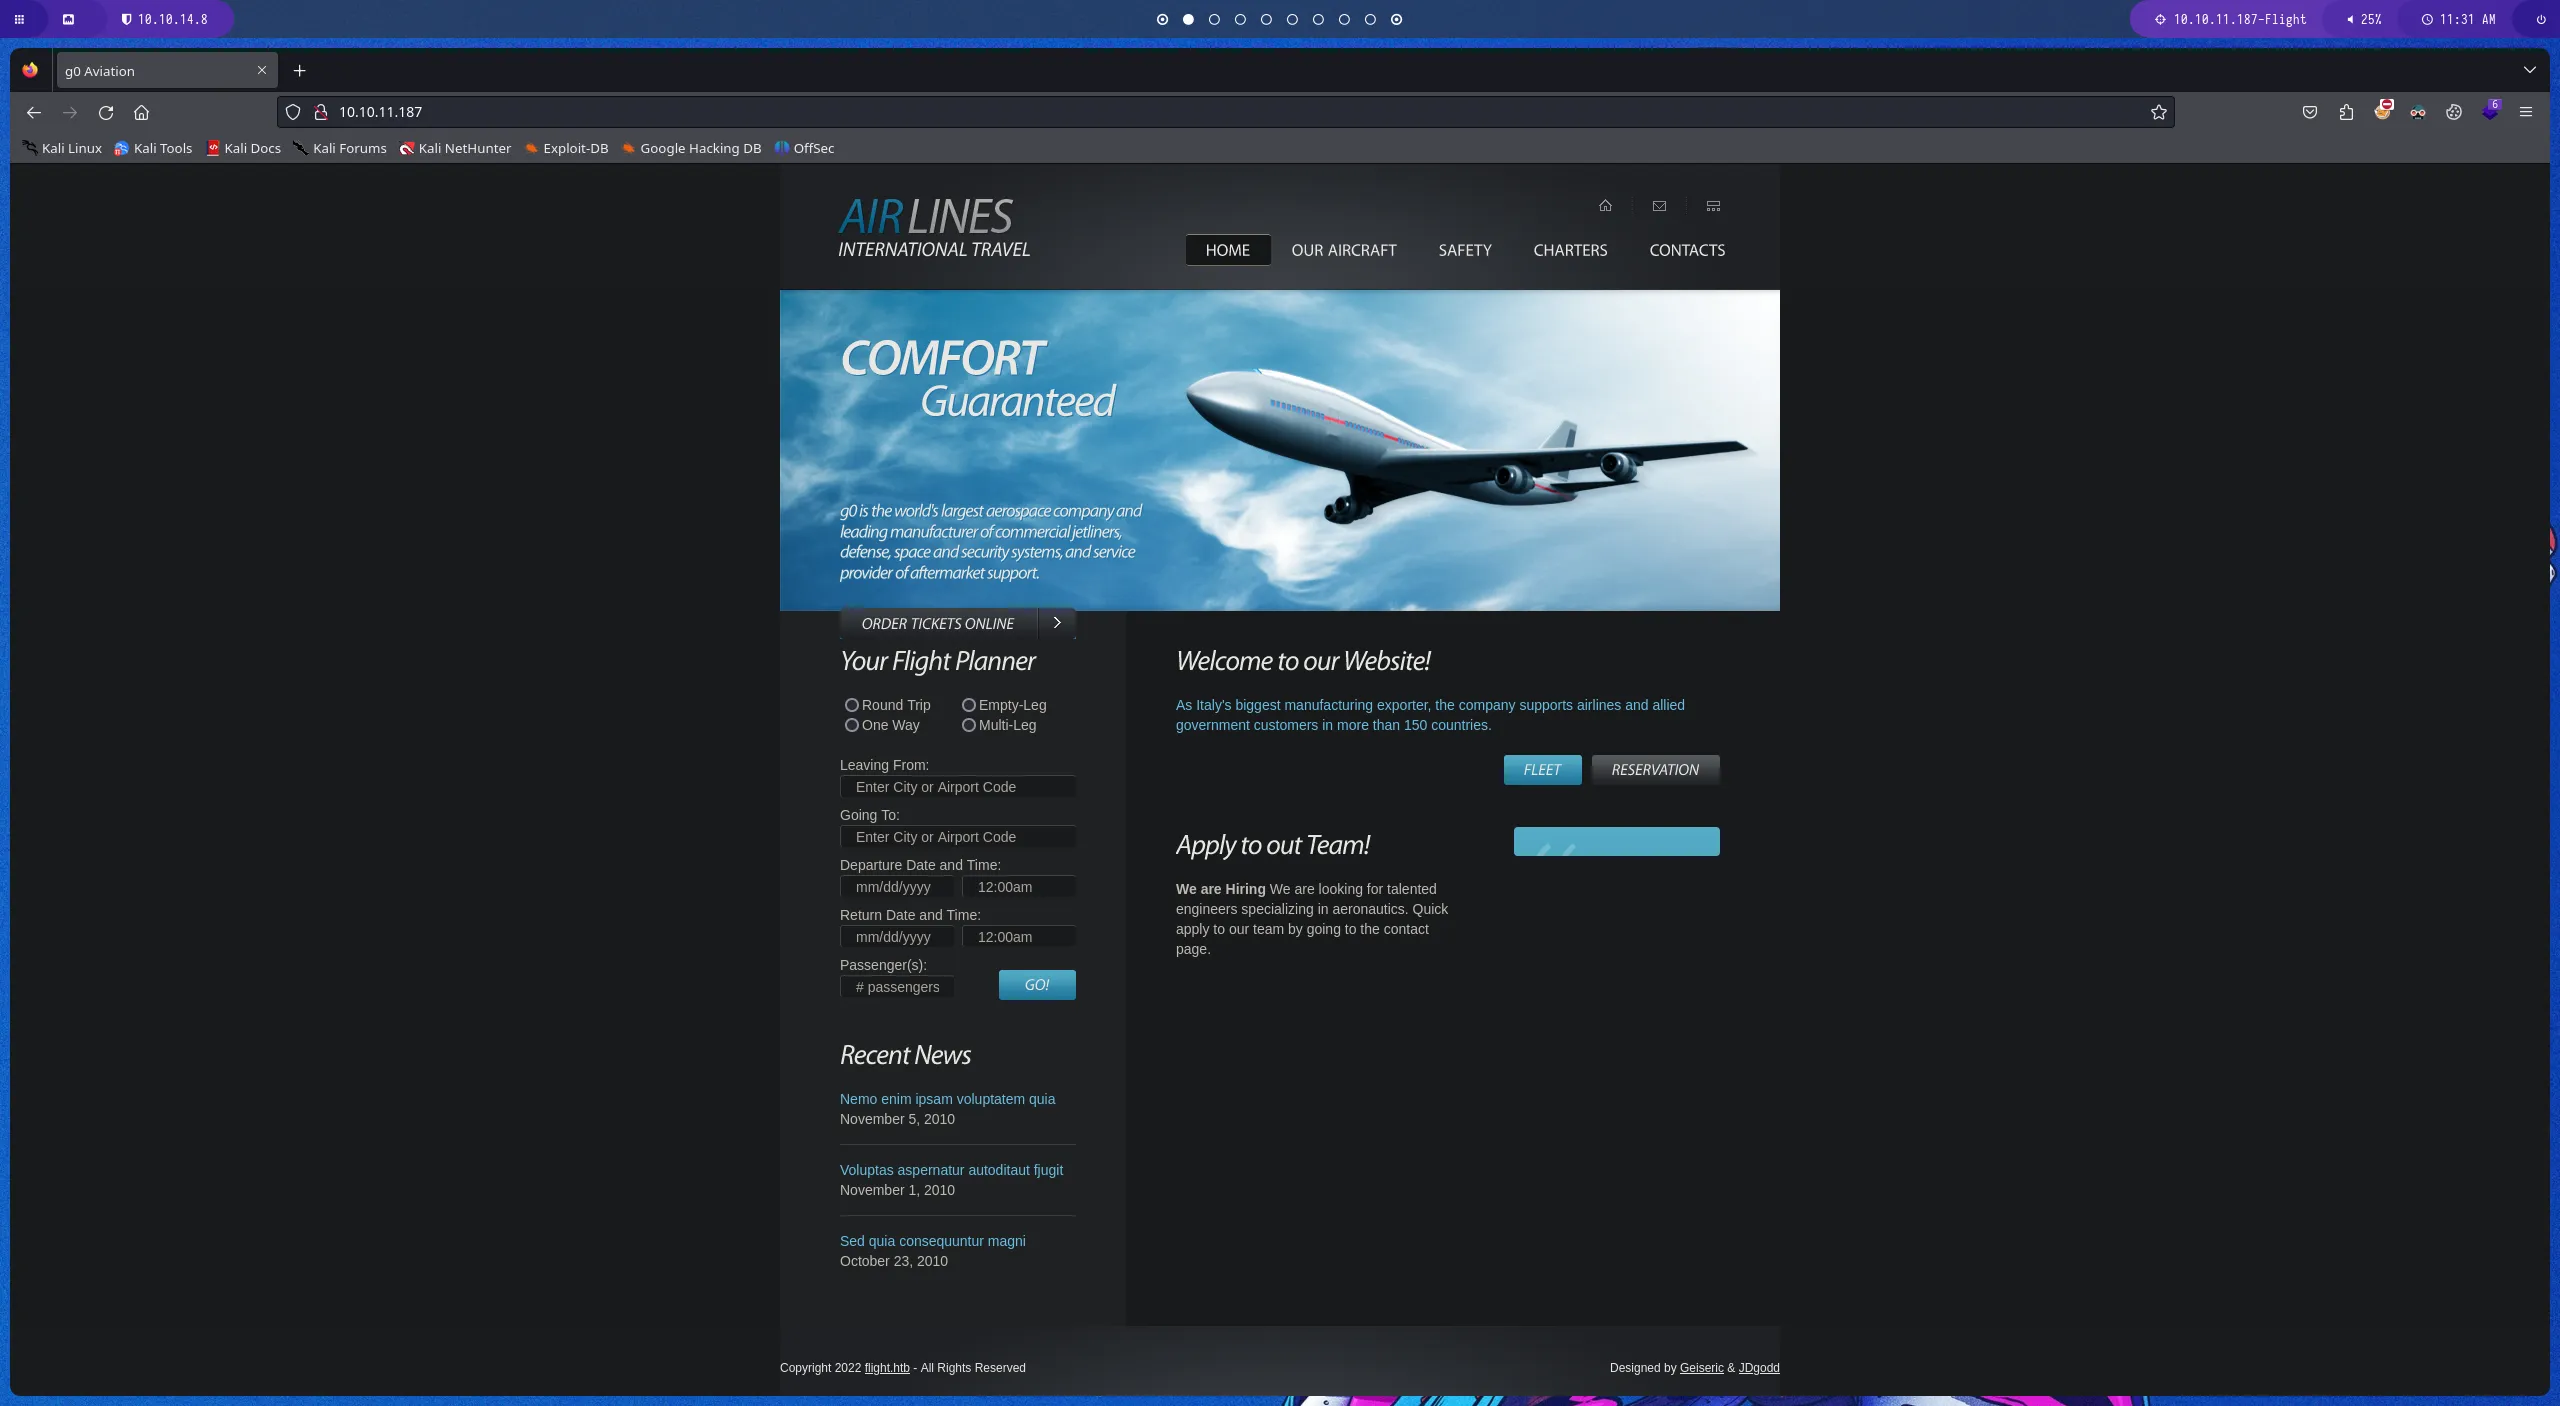 10.10.14.8
10.10.11.187-Flight
25%
11:31 AM
g0 Aviation
10.10.11.187
6
Kali Linux
Kali Tools
Kali Docs
Kali Forums
Kali NetHunter
Exploit-DB
Google Hacking DB
OffSec
AIRLINES
INTERNATIONAL TRAVEL
HOME
OUR AIRCRAFT
SAFETY
CHARTERS
CONTACTS
COMFORT
Guaranteed
g0 is the world's largest aerospace company and
leading manufacturer of commercial jetliners,
defense, space and security systems, and service
provider of aftermarket support.
ORDER TICKETS ONLINE
Your Flight Planner
Round Trip
Empty-Leg
One Way
Multi-Leg
Leaving From:
Enter City or Airport Code
Going To:
Enter City or Airport Code
Departure Date and Time:
mm/dd/yyyy
12:00am
Return Date and Time:
mm/dd/yyyy
12:00am
Passenger(s):
# passengers
GO!
Recent News
Nemo enim ipsam voluptatem quia
November 5, 2010
Voluptas aspernatur autoditaut fjugit
November 1, 2010
Sed quia consequuntur magni
October 23, 2010
Welcome to our Website!
As Italy's biggest manufacturing exporter, the company supports airlines and allied
government customers in more than 150 countries.
FLEET
RESERVATION
Apply to out Team!
We are Hiring We are looking for talented
engineers specializing in aeronautics. Quick
apply to our team by going to the contact
page.
Copyright 2022 flight.htb - All Rights Reserved
Designed by Geiseric & JDgodd